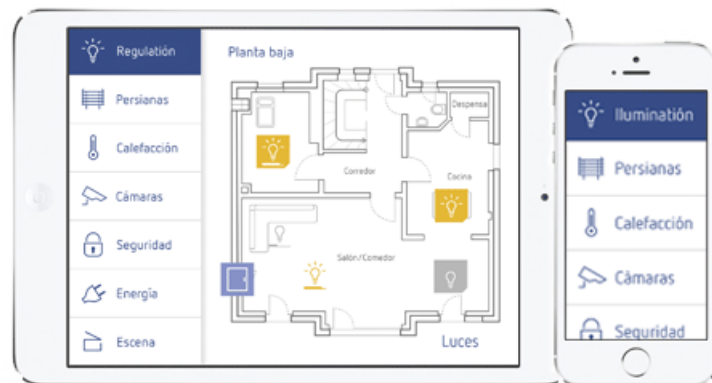 Regulatión
Persianas
Calefacción
Cámaras
Seguridad
Energía
Escena
Planta baja
Despensa
Corredor
Cocina
Salón/Comedor
Luces
Iluminatión
Persianas
Calefacción
Cámaras
Seguridad